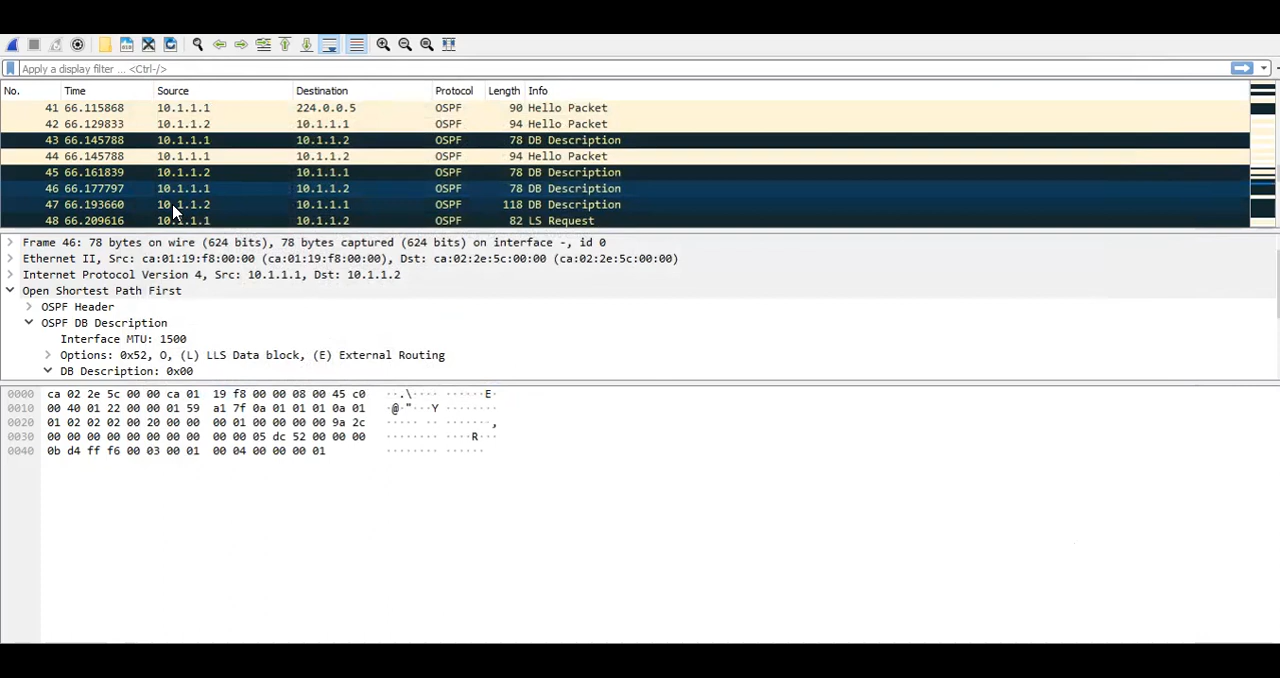 Apply a display filter ... <Ctrl-/>
No. Time Source Destination Protocol Length Info
41 66.115868 10.1.1.1 224.0.0.5 OSPF 90 Hello Packet
42 66.129833 10.1.1.2 10.1.1.1 OSPF 94 Hello Packet
43 66.145788 10.1.1.1 10.1.1.2 OSPF 78 DB Description
44 66.145788 10.1.1.1 10.1.1.2 OSPF 94 Hello Packet
45 66.161839 10.1.1.2 10.1.1.1 OSPF 78 DB Description
46 66.177797 10.1.1.1 10.1.1.2 OSPF 78 DB Description
47 66.193660 10.1.1.2 10.1.1.1 OSPF 118 DB Description
48 66.209616 10.1.1.1 10.1.1.2 OSPF 82 LS Request
Frame 46: 78 bytes on wire (624 bits), 78 bytes captured (624 bits) on interface -, id 0
Ethernet II, Src: ca:01:19:f8:00:00 (ca:01:19:f8:00:00), Dst: ca:02:2e:5c:00:00 (ca:02:2e:5c:00:00)
Internet Protocol Version 4, Src: 10.1.1.1, Dst: 10.1.1.2
Open Shortest Path First
OSPF Header
OSPF DB Description
Interface MTU: 1500
Options: 0x52, O, (L) LLS Data block, (E) External Routing
DB Description: 0x00
0000 ca 02 2e 5c 00 00 ca 01 19 f8 00 00 08 00 45 c0 ···\···· ······E·
0010 00 40 01 22 00 00 01 59 a1 7f 0a 01 01 01 0a 01 ·@·"···Y ········
0020 01 02 02 02 00 20 00 00 00 01 00 00 00 00 9a 2c ····· ·· ·······,
0030 00 00 00 00 00 00 00 00 05 dc 52 00 00 00 ········ ··R···
0040 0b d4 ff f6 00 03 00 01 00 04 00 00 00 01 ········ ······